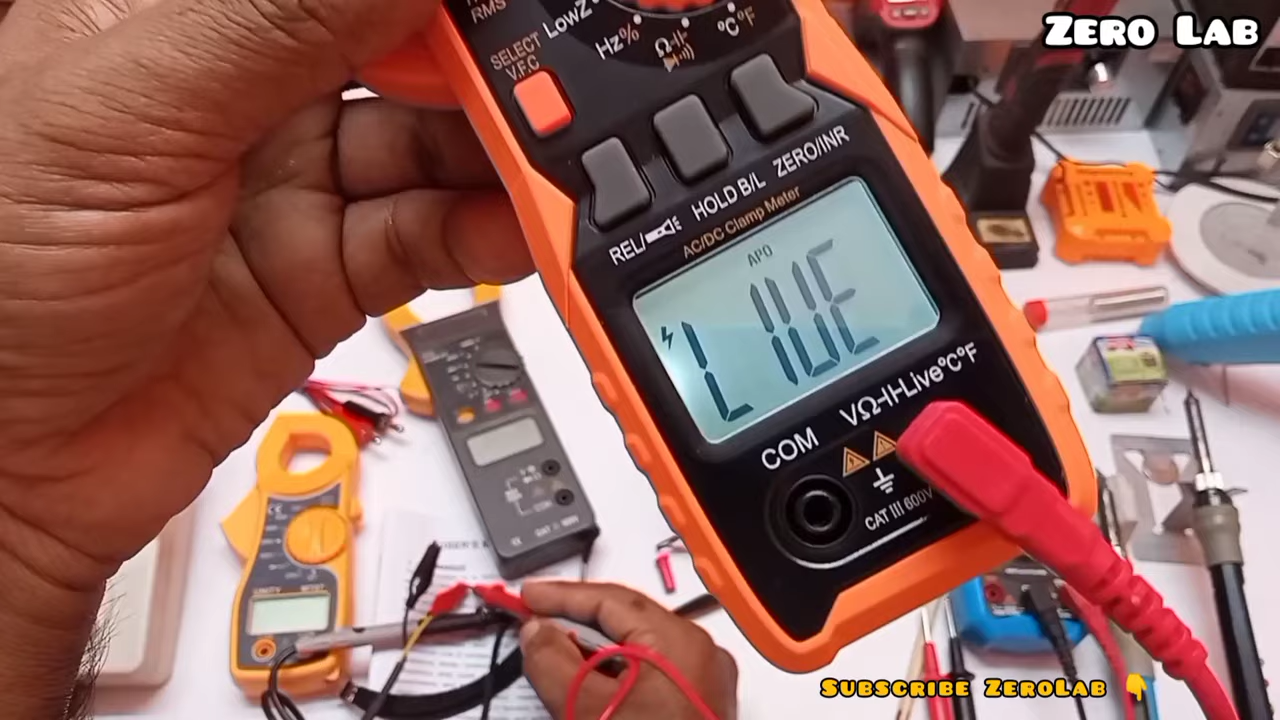 ZERO LAB
RMS
LowZ
Hz%
Ω
°C°F
SELECT
V.F.C
REL/
HOLD B/L
ZERO/INR
AC/DC Clamp Meter
APO
LIUE
COM
VΩ⊣⊢Live°C°F
CAT III 600V
SUBSCRIBE ZEROLAB 👇